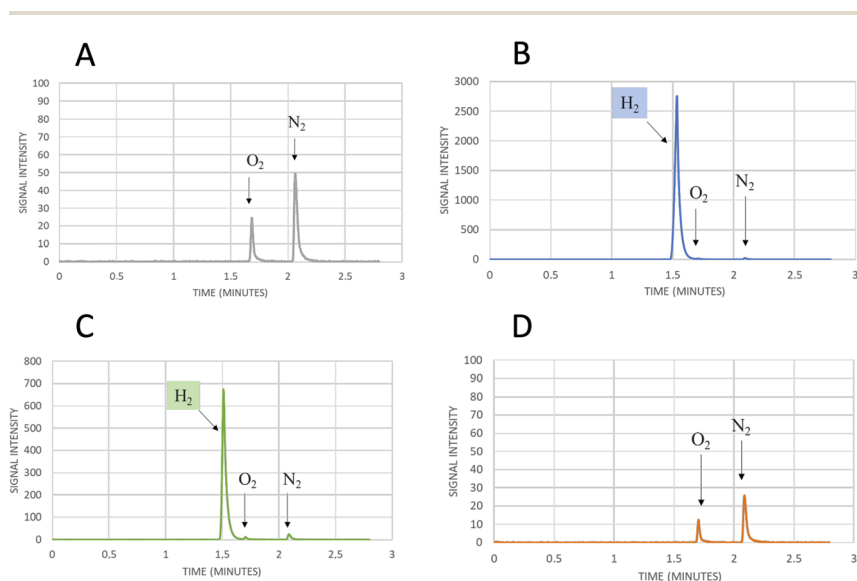 A
100
90
80
70
60
50
40
30
20
10
0
SIGNAL INTENSITY
O2
N2
0 0.5 1 1.5 2 2.5 3
TIME (MINUTES)
B
3000
2500
2000
1500
1000
500
0
SIGNAL INTENSITY
H2
O2
N2
0 0.5 1 1.5 2 2.5 3
TIME (MINUTES)
C
800
700
600
500
400
300
200
100
0
SIGNAL INTENSITY
H2
O2
N2
0 0.5 1 1.5 2 2.5 3
TIME (MINUTES)
D
100
90
80
70
60
50
40
30
20
10
0
SIGNAL INTENSITY
O2
N2
0 0.5 1 1.5 2 2.5 3
TIME (MINUTES)